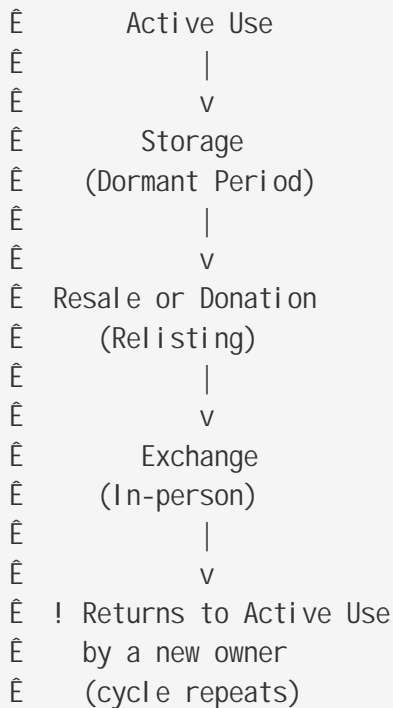 Ê Active Use
Ê |
Ê v
Ê Storage
Ê (Dormant Period)
Ê |
Ê v
Ê Resale or Donation
Ê (Relisting)
Ê |
Ê v
Ê Exchange
Ê (In-person)
Ê |
Ê v
Ê ! Returns to Active Use
Ê by a new owner
Ê (cycle repeats)